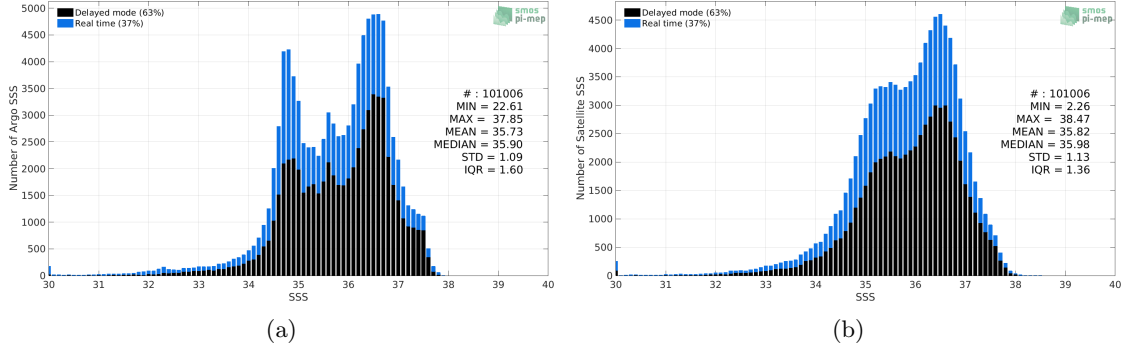 Delayed mode (63%)
Real time (37%)
smos
pi-mep
5000
4500
4000
3500
3000
2500
2000
1500
1000
500
0
Number of Argo SSS
# : 101006
MIN = 22.61
MAX = 37.85
MEAN = 35.73
MEDIAN = 35.90
STD = 1.09
IQR = 1.60
30 31 32 33 34 35 36 37 38 39 40
SSS
(a)
Delayed mode (63%)
Real time (37%)
smos
pi-mep
4500
4000
3500
3000
2500
2000
1500
1000
500
0
Number of Satellite SSS
# : 101006
MIN = 2.26
MAX = 38.47
MEAN = 35.82
MEDIAN = 35.98
STD = 1.13
IQR = 1.36
30 31 32 33 34 35 36 37 38 39 40
SSS
(b)